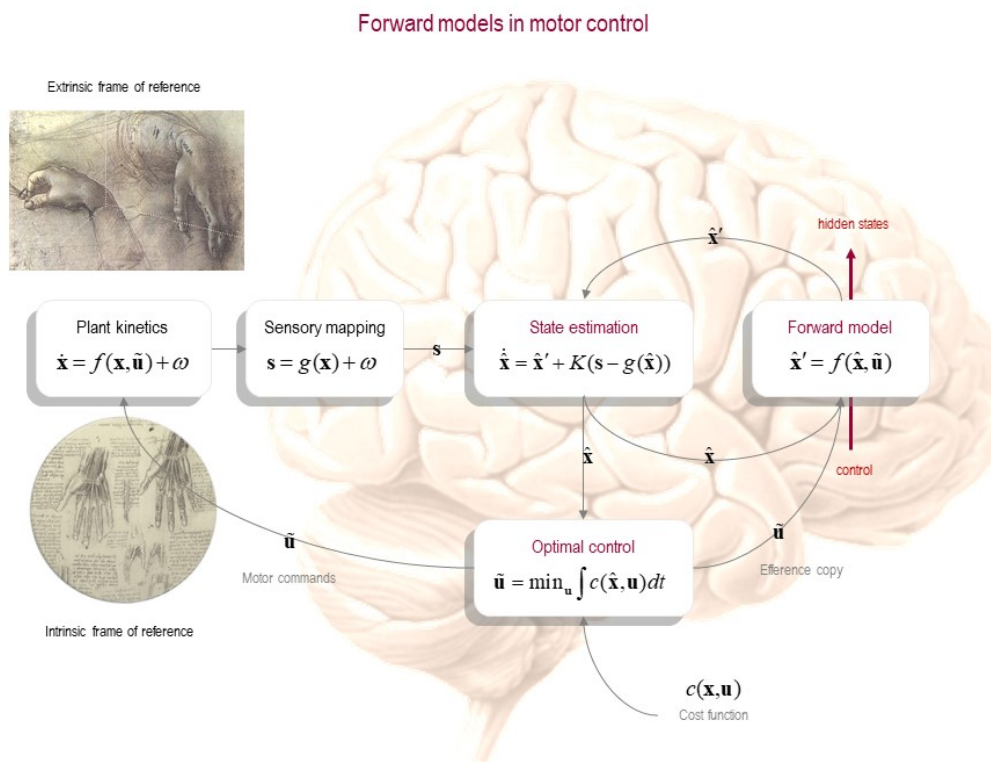 Forward models in motor control
Extrinsic frame of reference
hidden states
x̂′
Plant kinetics
ẋ = f(x,ũ)+ω
Sensory mapping
s = g(x)+ω
s
State estimation
x̂̇ = x̂′ + K(s − g(x̂))
Forward model
x̂′ = f(x̂,ũ)
x̂
x̂
control
ũ
Motor commands
Optimal control
ũ = min_u ∫ c(x̂,u)dt
ũ
Efference copy
Intrinsic frame of reference
c(x,u)
Cost function